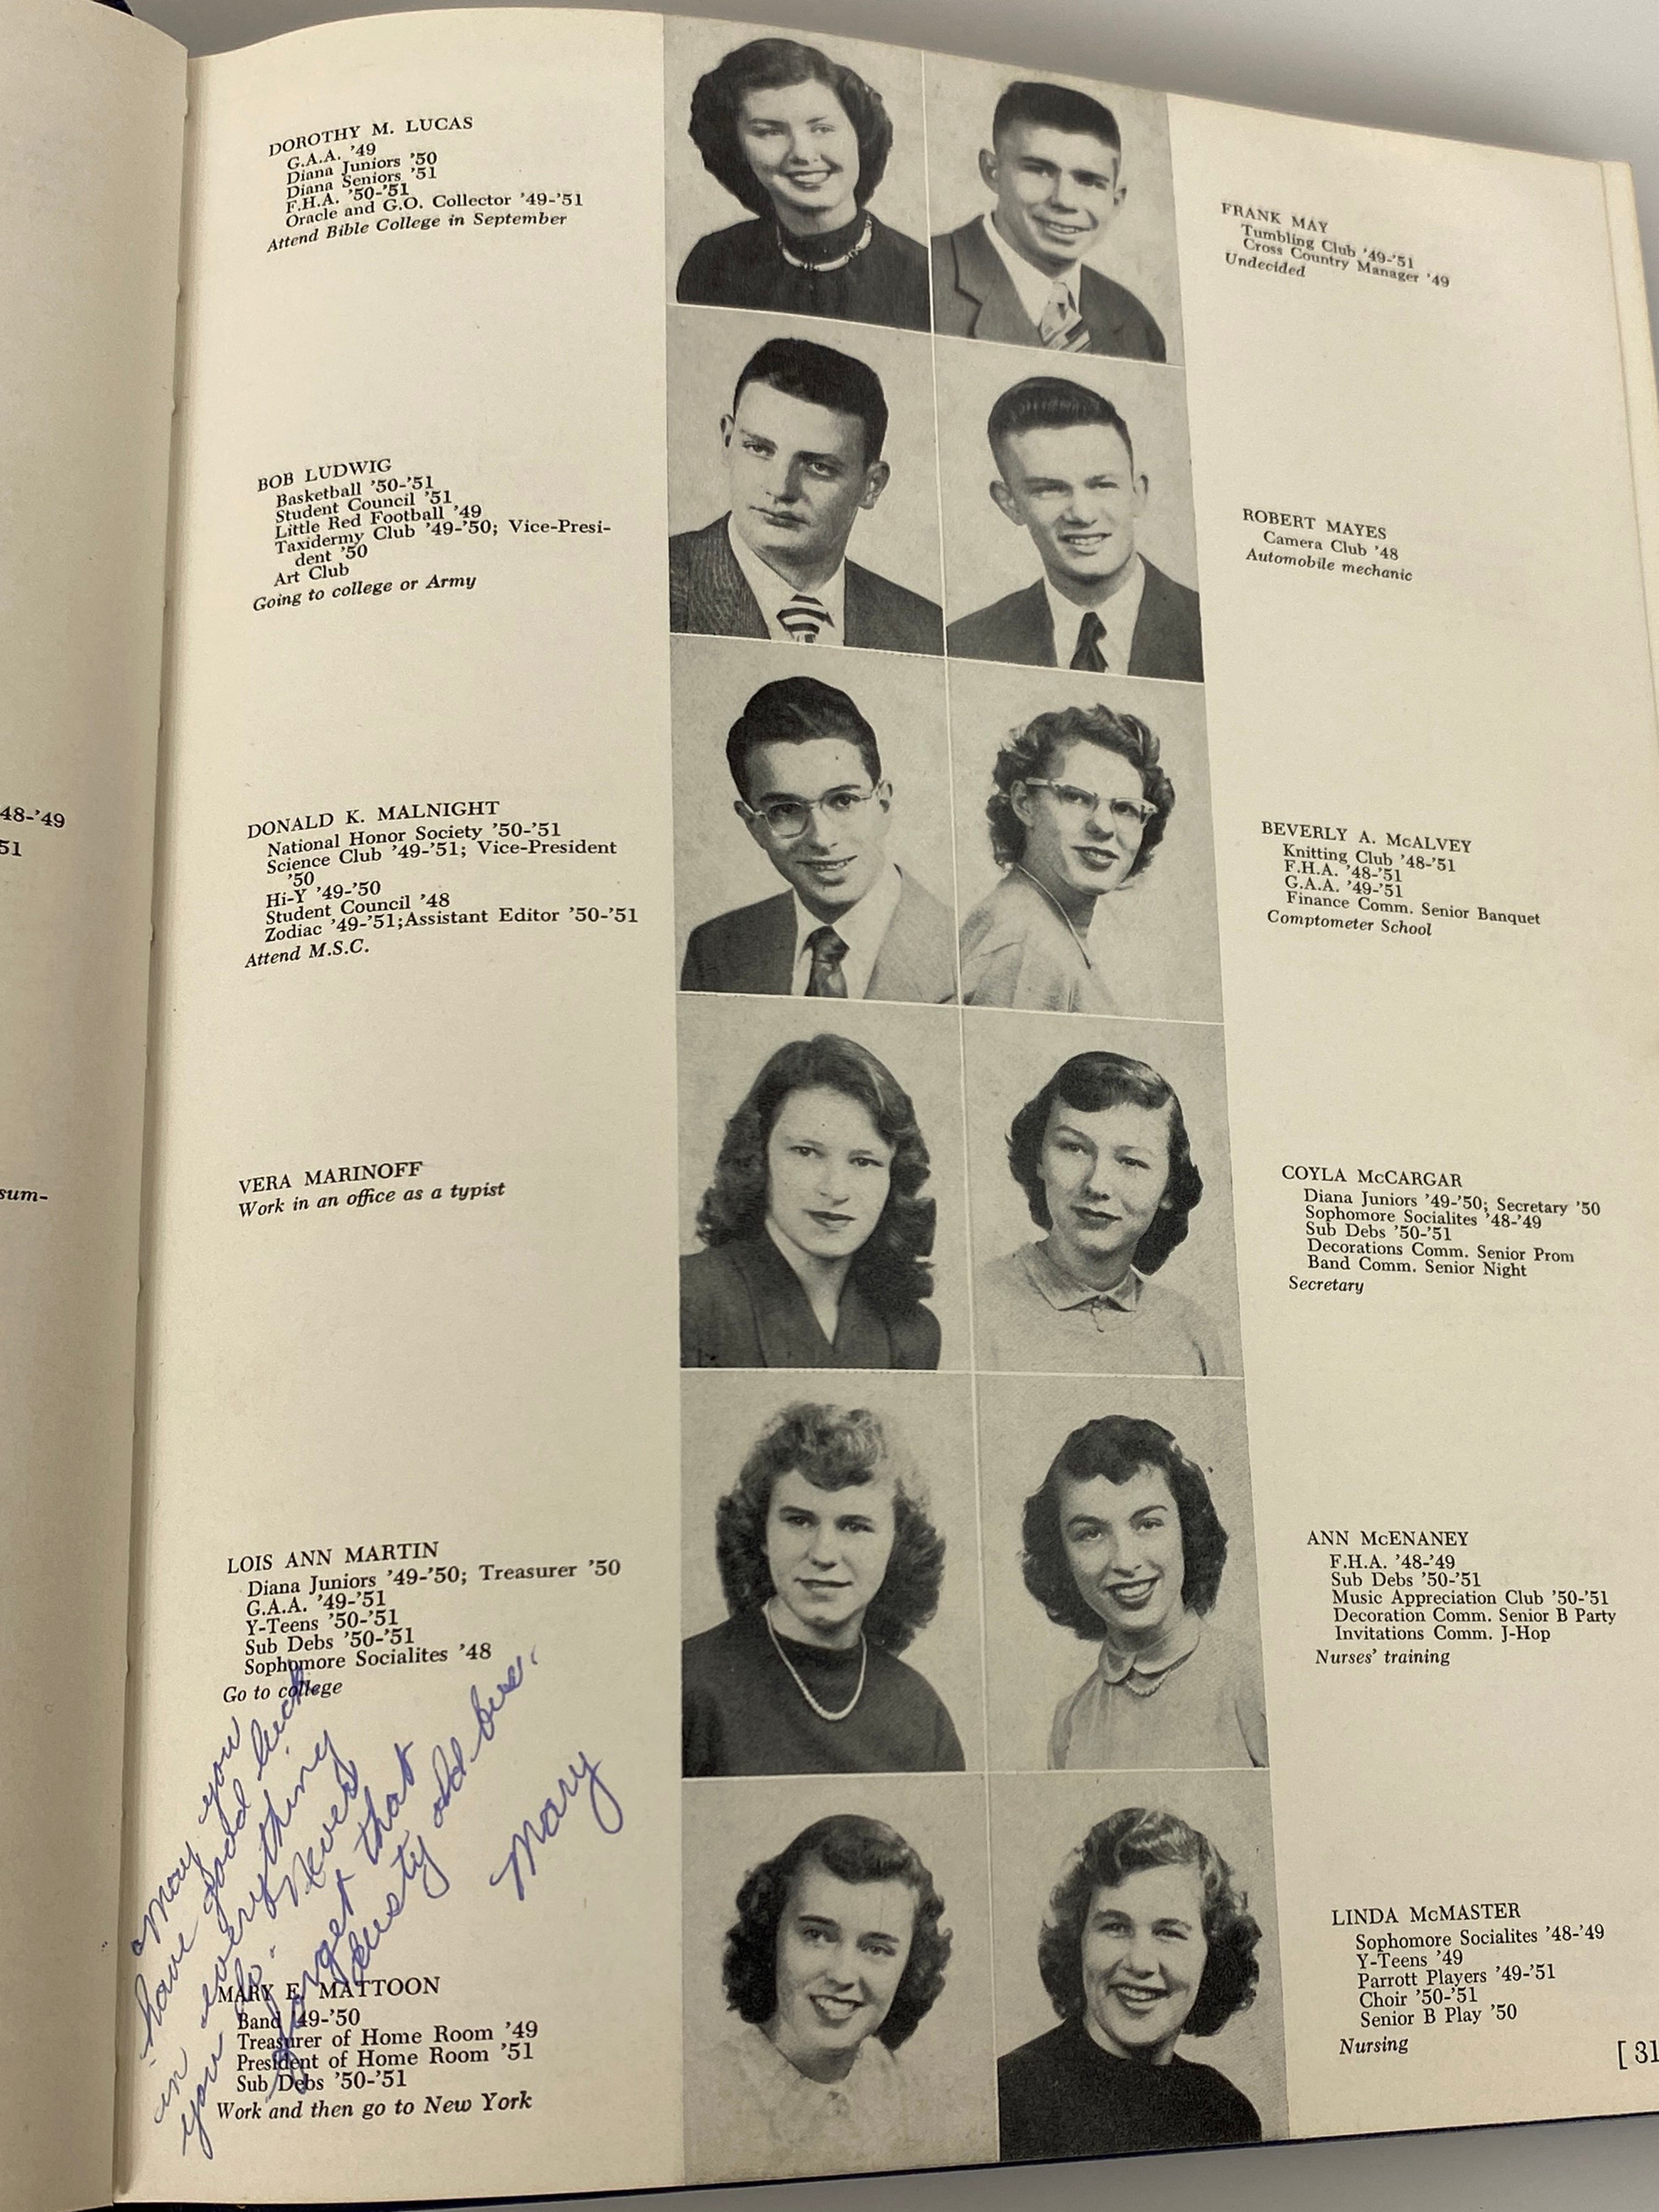 48-'49
51
sum-
DOROTHY M. LUCAS
G.A.A. '49
Diana Juniors '50
Diana Seniors '51
F.H.A. '50-'51
Oracle and G.O. Collector '49-'51
Attend Bible College in September
BOB LUDWIG
Basketball '50-'51
Student Council '51
Little Red Football '49
Taxidermy Club '49-'50; Vice-Presi-
dent '50
Art Club
Going to college or Army
DONALD K. MALNIGHT
National Honor Society '50-'51
Science Club '49-'51; Vice-President
'50
Hi-Y '49-'50
Student Council '48
Zodiac '49-'51;Assistant Editor '50-'51
Attend M.S.C.
VERA MARINOFF
Work in an office as a typist
LOIS ANN MARTIN
Diana Juniors '49-'50; Treasurer '50
G.A.A. '49-'51
Y-Teens '50-'51
Sub Debs '50-'51
Sophomore Socialites '48
Go to college
May you
have good luck
in everything
you do. Never
forget that
dusty old bus.
Mary
MARY E. MATTOON
Band '49-'50
Treasurer of Home Room '49
President of Home Room '51
Sub Debs '50-'51
Work and then go to New York
FRANK MAY
Tumbling Club '49-'51
Cross Country Manager '49
Undecided
ROBERT MAYES
Camera Club '48
Automobile mechanic
BEVERLY A. McALVEY
Knitting Club '48-'51
F.H.A. '48-'51
G.A.A. '49-'51
Finance Comm. Senior Banquet
Comptometer School
COYLA McCARGAR
Diana Juniors '49-'50; Secretary '50
Sophomore Socialites '48-'49
Sub Debs '50-'51
Decorations Comm. Senior Prom
Band Comm. Senior Night
Secretary
ANN McENANEY
F.H.A. '48-'49
Sub Debs '50-'51
Music Appreciation Club '50-'51
Decoration Comm. Senior B Party
Invitations Comm. J-Hop
Nurses' training
LINDA McMASTER
Sophomore Socialites '48-'49
Y-Teens '49
Parrott Players '49-'51
Choir '50-'51
Senior B Play '50
Nursing
[ 31